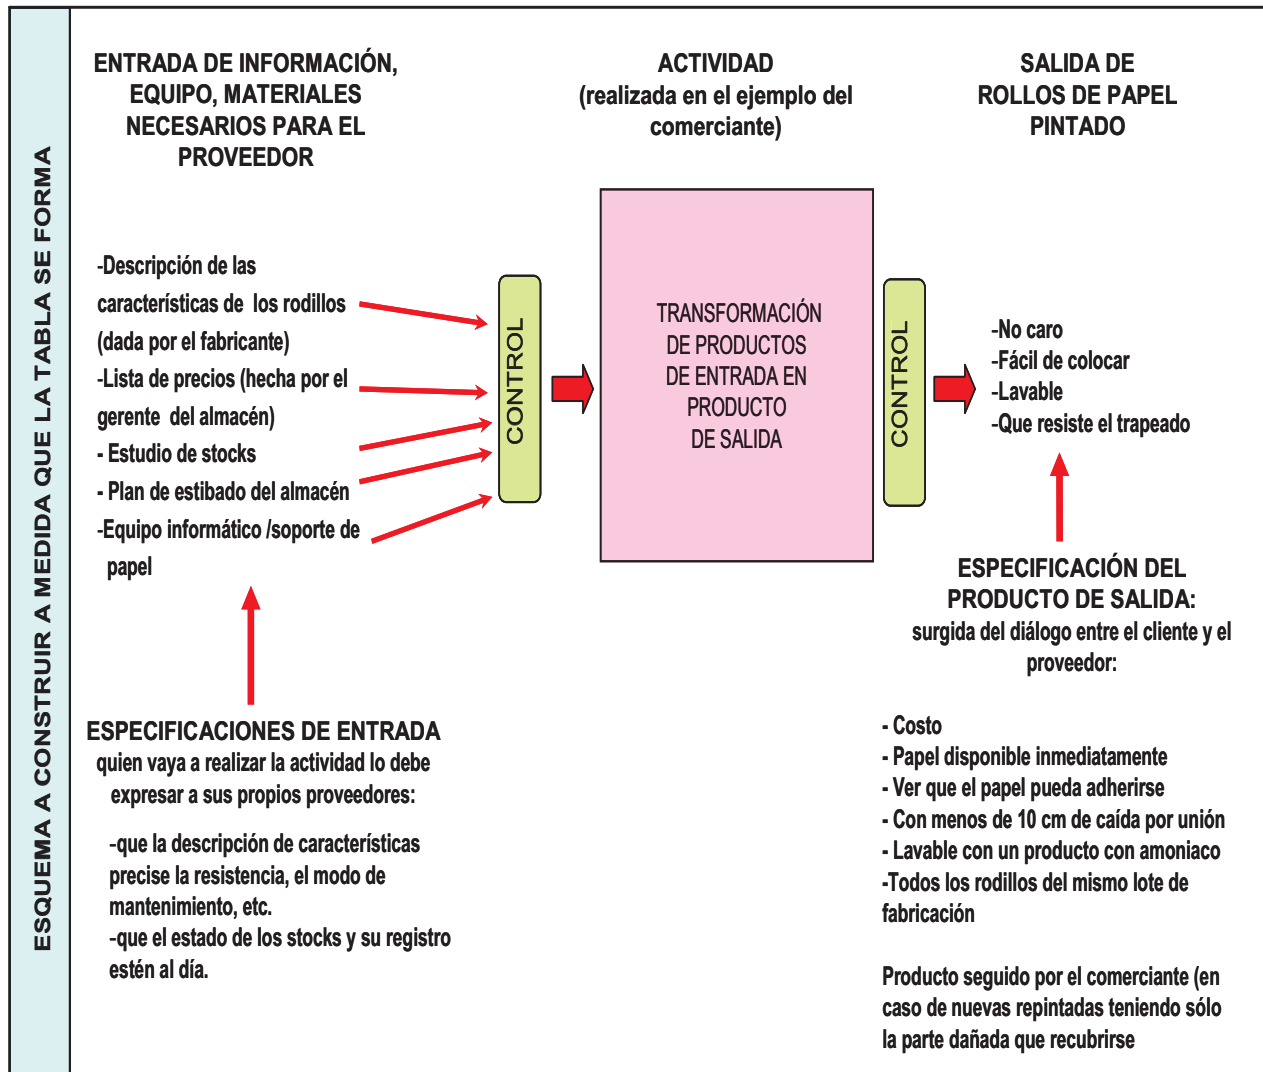 ESQUEMA A CONSTRUIR A MEDIDA QUE LA TABLA SE FORMA
ENTRADA DE INFORMACIÓN,
EQUIPO, MATERIALES
NECESARIOS PARA EL
PROVEEDOR
-Descripción de las
características de los rodillos
(dada por el fabricante)
-Lista de precios (hecha por el
gerente del almacén)
- Estudio de stocks
- Plan de estibado del almacén
-Equipo informático /soporte de
papel
ESPECIFICACIONES DE ENTRADA
quien vaya a realizar la actividad lo debe
expresar a sus propios proveedores:
-que la descripción de características
precise la resistencia, el modo de
mantenimiento, etc.
-que el estado de los stocks y su registro
estén al día.
CONTROL
ACTIVIDAD
(realizada en el ejemplo del
comerciante)
TRANSFORMACIÓN
DE PRODUCTOS
DE ENTRADA EN
PRODUCTO
DE SALIDA
CONTROL
SALIDA DE
ROLLOS DE PAPEL
PINTADO
-No caro
-Fácil de colocar
-Lavable
-Que resiste el trapeado
ESPECIFICACIÓN DEL
PRODUCTO DE SALIDA:
surgida del diálogo entre el cliente y el
proveedor:
- Costo
- Papel disponible inmediatamente
- Ver que el papel pueda adherirse
- Con menos de 10 cm de caída por unión
- Lavable con un producto con amoniaco
-Todos los rodillos del mismo lote de
fabricación
Producto seguido por el comerciante (en
caso de nuevas repintadas teniendo sólo
la parte dañada que recubrirse